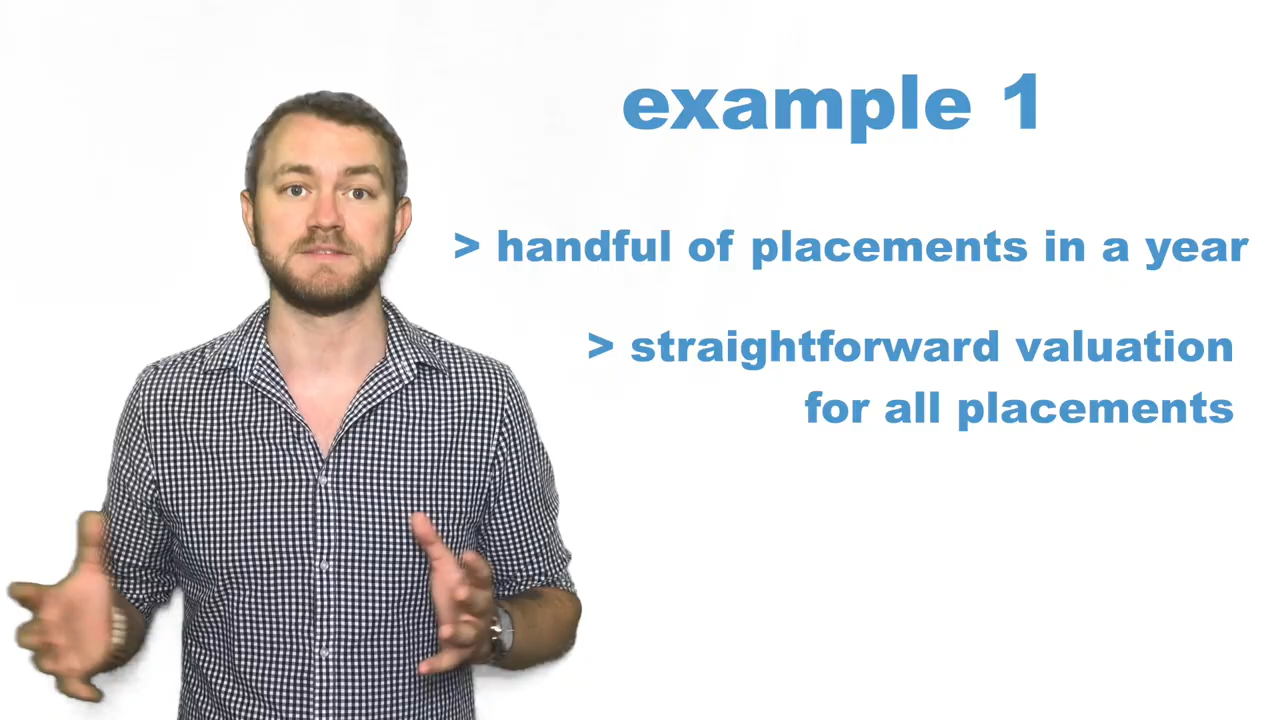 example 1
> handful of placements in a year
> straightforward valuation
for all placements